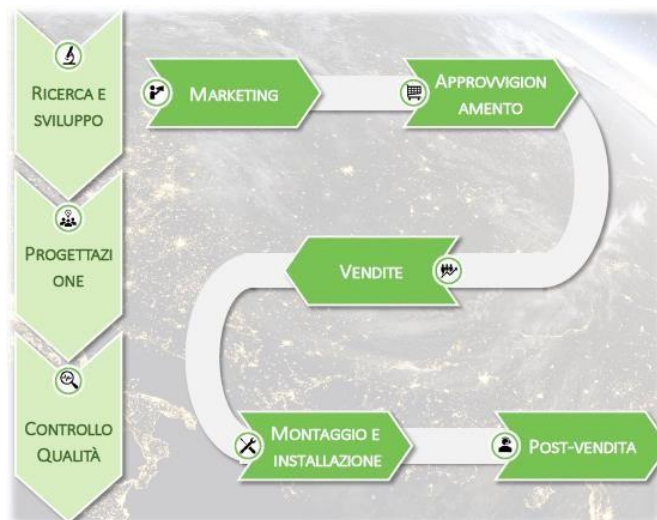 RICERCA E
SVILUPPO
MARKETING
APPROVVIGION
AMENTO
PROGETTAZI
ONE
VENDITE
CONTROLLO
QUALITÀ
MONTAGGIO E
INSTALLAZIONE
POST-VENDITA